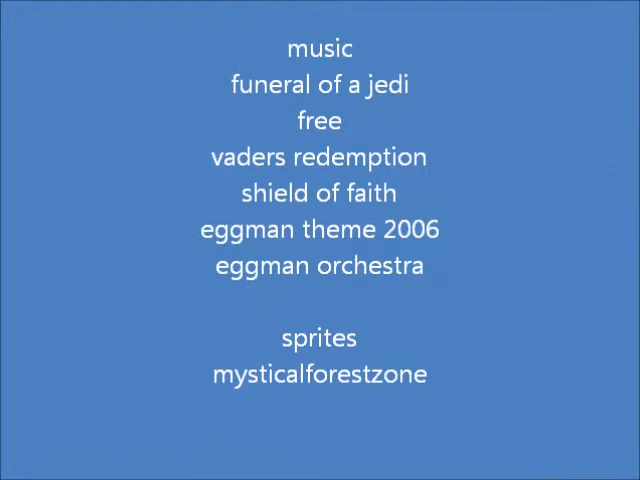 music
funeral of a jedi
free
vaders redemption
shield of faith
eggman theme 2006
eggman orchestra
sprites
mysticalforestzone